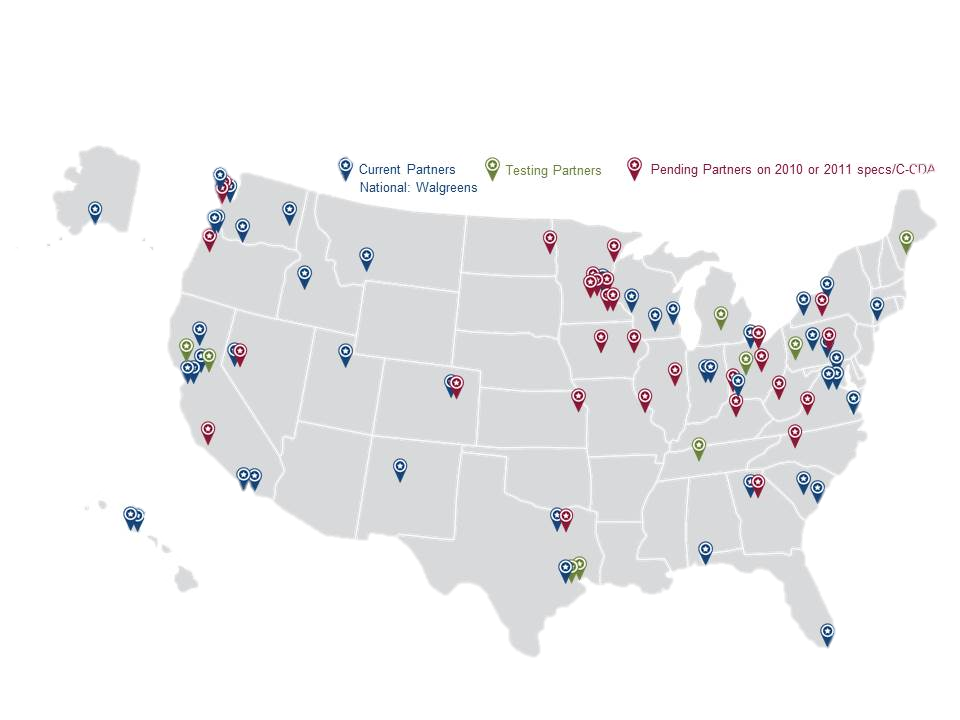 Current Partners
National: Walgreens
Testing Partners
Pending Partners on 2010 or 2011 specs/C-CDA